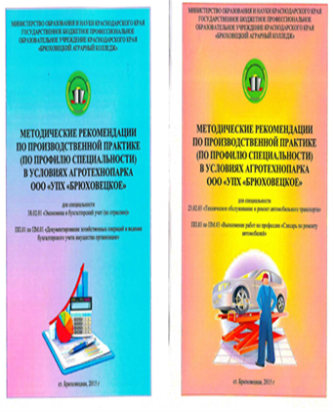 МИНИСТЕРСТВО ОБРАЗОВАНИЯ И НАУКИ КРАСНОДАРСКОГО КРАЯ
ГОСУДАРСТВЕННОЕ БЮДЖЕТНОЕ ПРОФЕССИОНАЛЬНОЕ
ОБРАЗОВАТЕЛЬНОЕ УЧРЕЖДЕНИЕ КРАСНОДАРСКОГО КРАЯ
«БРЮХОВЕЦКИЙ АГРАРНЫЙ КОЛЛЕДЖ»
МЕТОДИЧЕСКИЕ РЕКОМЕНДАЦИИ
ПО ПРОИЗВОДСТВЕННОЙ ПРАКТИКЕ
(ПО ПРОФИЛЮ СПЕЦИАЛЬНОСТИ)
В УСЛОВИЯХ АГРОТЕХНОПАРКА
ООО «УПХ «БРЮХОВЕЦКОЕ»
для специальности
38.02.01 «Экономика и бухгалтерский учет (по отраслям)»
ПП.01 по ПМ.01 «Документирование хозяйственных операций и ведение
бухгалтерского учета имущества организации»
ст. Брюховецкая, 2015 г
МИНИСТЕРСТВО ОБРАЗОВАНИЯ И НАУКИ КРАСНОДАРСКОГО КРАЯ
ГОСУДАРСТВЕННОЕ БЮДЖЕТНОЕ ПРОФЕССИОНАЛЬНОЕ
ОБРАЗОВАТЕЛЬНОЕ УЧРЕЖДЕНИЕ КРАСНОДАРСКОГО КРАЯ
«БРЮХОВЕЦКИЙ АГРАРНЫЙ КОЛЛЕДЖ»
МЕТОДИЧЕСКИЕ РЕКОМЕНДАЦИИ
ПО ПРОИЗВОДСТВЕННОЙ ПРАКТИКЕ
(ПО ПРОФИЛЮ СПЕЦИАЛЬНОСТИ)
В УСЛОВИЯХ АГРОТЕХНОПАРКА
ООО «УПХ «БРЮХОВЕЦКОЕ»
для специальности
23.02.03 «Техническое обслуживание и ремонт автомобильного транспорта»
ПП.03 по ПМ.03 «Выполнение работ по профессии «Слесарь по ремонту
автомобилей»
ст. Брюховецкая, 2015 г